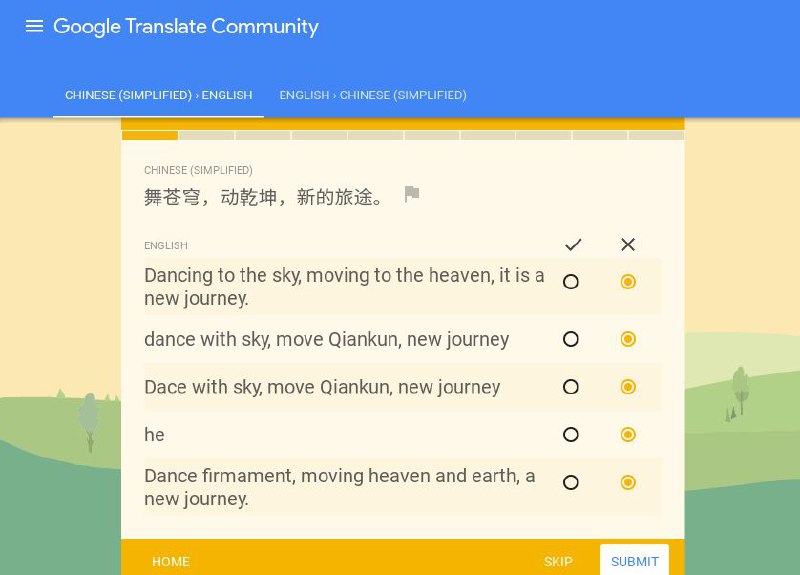 Google Translate Community
CHINESE (SIMPLIFIED) › ENGLISH
ENGLISH › CHINESE (SIMPLIFIED)
CHINESE (SIMPLIFIED)
舞苍穹，动乾坤，新的旅途。
ENGLISH
Dancing to the sky, moving to the heaven, it is a
new journey.
dance with sky, move Qiankun, new journey
Dace with sky, move Qiankun, new journey
he
Dance firmament, moving heaven and earth, a
new journey.
HOME
SKIP
SUBMIT